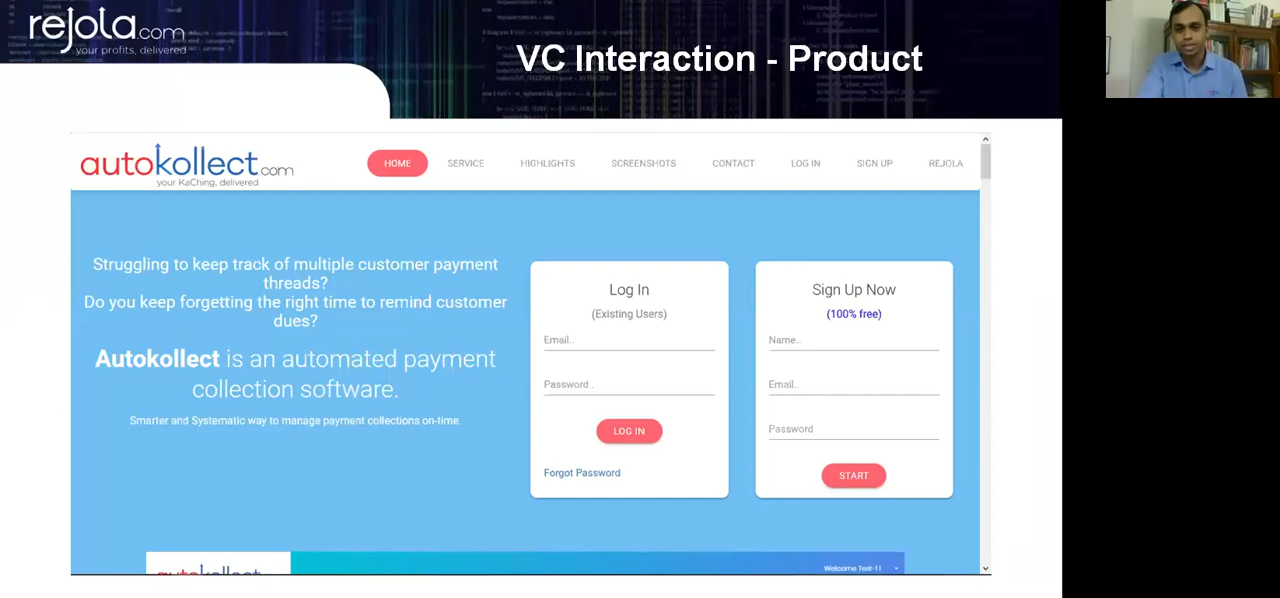 rejola.com
your profits, delivered
VC Interaction - Product
autokollect.com
your KaChing, delivered
HOME SERVICE HIGHLIGHTS SCREENSHOTS CONTACT LOG IN SIGN UP REJOLA
Struggling to keep track of multiple customer payment
threads?
Do you keep forgetting the right time to remind customer
dues?
Autokollect is an automated payment
collection software.
Smarter and Systematic way to manage payment collections on-time.
Log In
(Existing Users)
Email..
Password..
LOG IN
Forgot Password
Sign Up Now
(100% free)
Name..
Email..
Password
START
autokollect
Welcome Test-11